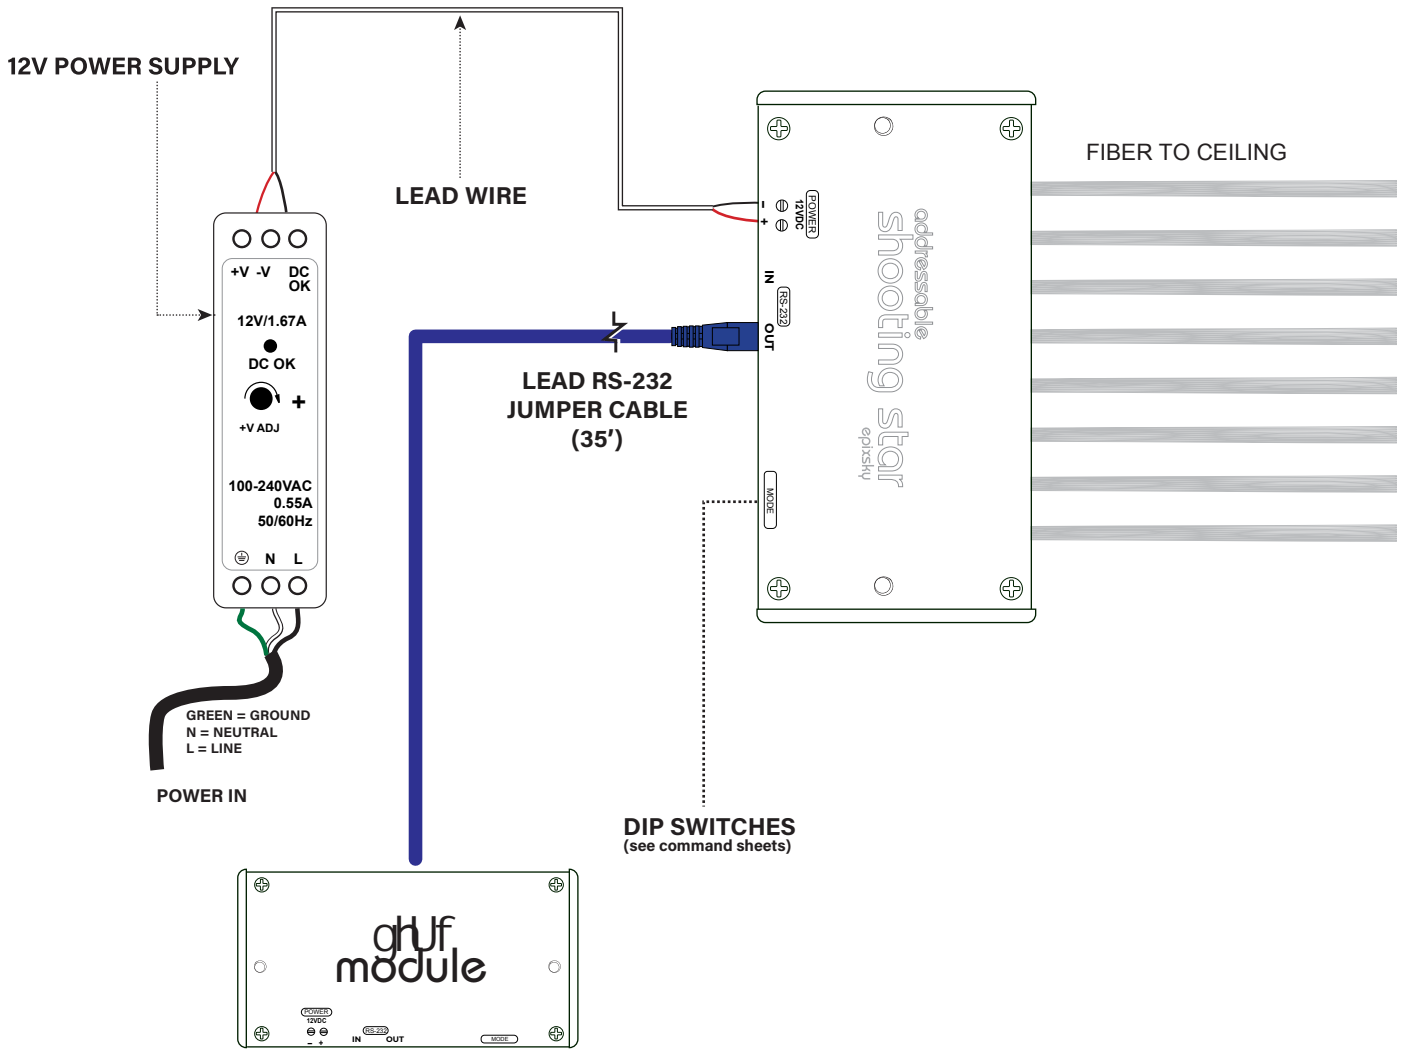 12V POWER SUPPLY
LEAD WIRE
FIBER TO CEILING
+V -V DC
OK
12V/1.67A
DC OK
+
+V ADJ
100-240VAC
0.55A
50/60Hz
N L
GREEN = GROUND
N = NEUTRAL
L = LINE
POWER IN
- +
POWER
12VDC
IN
RS-232
OUT
MODE
addressable
shooting star
epixsky
LEAD RS-232
JUMPER CABLE
(35′)
DIP SWITCHES
(see command sheets)
star
module
POWER
12VDC
- +
RS-232
IN OUT
MODE